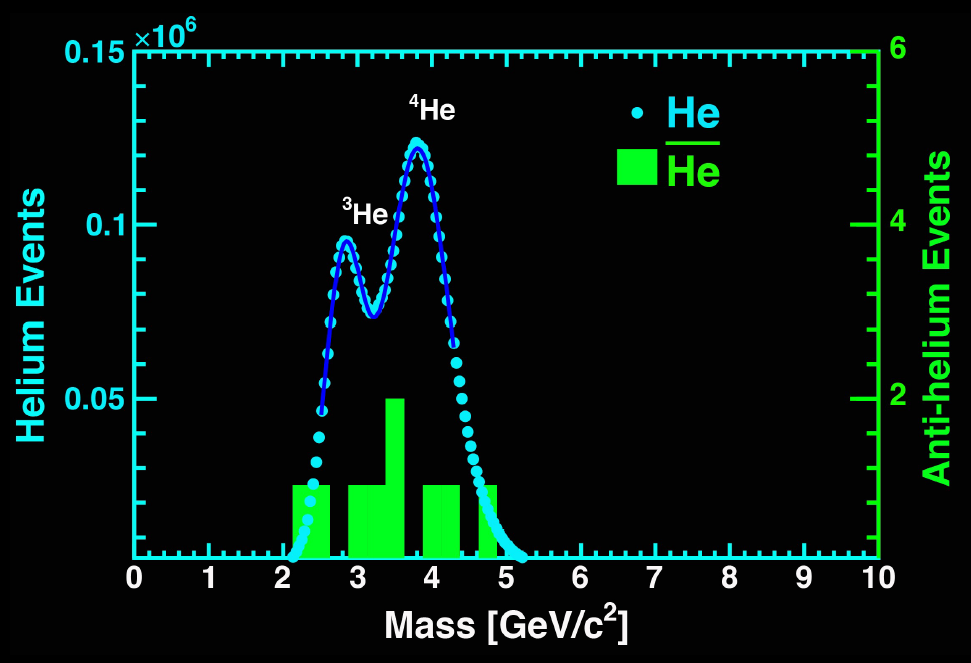 ×10⁶
0.15
0.1
0.05
Helium Events
⁴He
³He
He
H̅e̅
6
4
2
Anti-helium Events
0 1 2 3 4 5 6 7 8 9 10
Mass [GeV/c²]